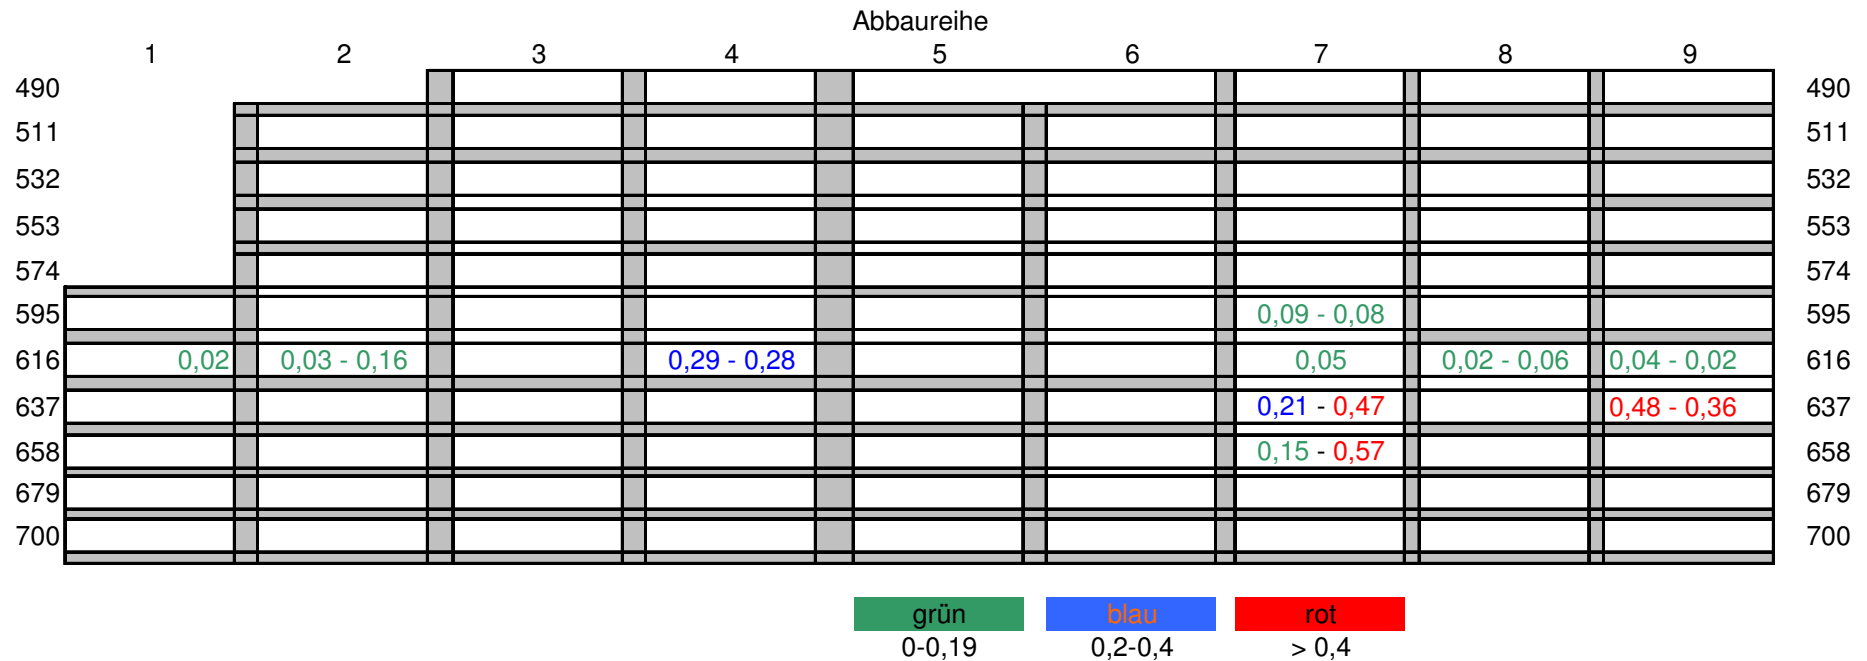 Abbaureihe
1 2 3 4 5 6 7 8 9
490 490
511 511
532 532
553 553
574 574
595 0,09 - 0,08 595
616 0,02 0,03 - 0,16 0,29 - 0,28 0,05 0,02 - 0,06 0,04 - 0,02 616
637 0,21 - 0,47 0,48 - 0,36 637
658 0,15 - 0,57 658
679 679
700 700
grün blau rot
0-0,19 0,2-0,4 > 0,4